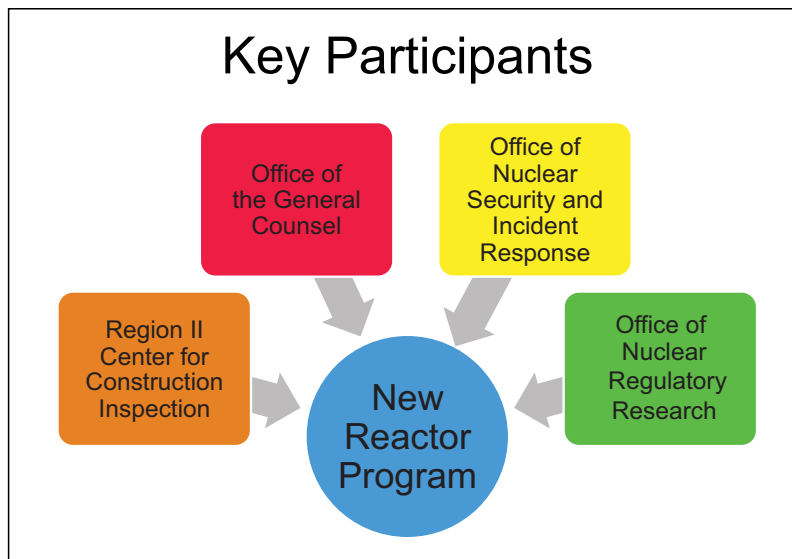 Key Participants
Office of
the General
Counsel
Office of
Nuclear
Security and
Incident
Response
Region II
Center for
Construction
Inspection
Office of
Nuclear
Regulatory
Research
New
Reactor
Program